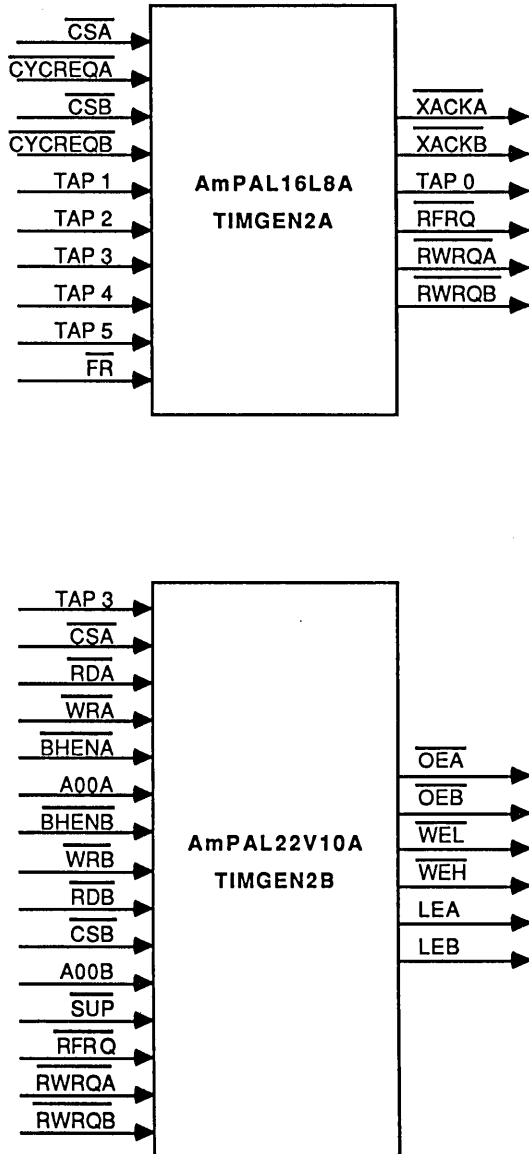 CSA
CYCREQA
CSB
CYCREQB
TAP 1
TAP 2
TAP 3
TAP 4
TAP 5
FR
AmPAL16L8A
TIMGEN2A
XACKA
XACKB
TAP 0
RFRQ
RWRQA
RWRQB
TAP 3
CSA
RDA
WRA
BHENA
A00A
BHENB
WRB
RDB
CSB
A00B
SUP
RFRQ
RWRQA
RWRQB
AmPAL22V10A
TIMGEN2B
OEA
OEB
WEL
WEH
LEA
LEB